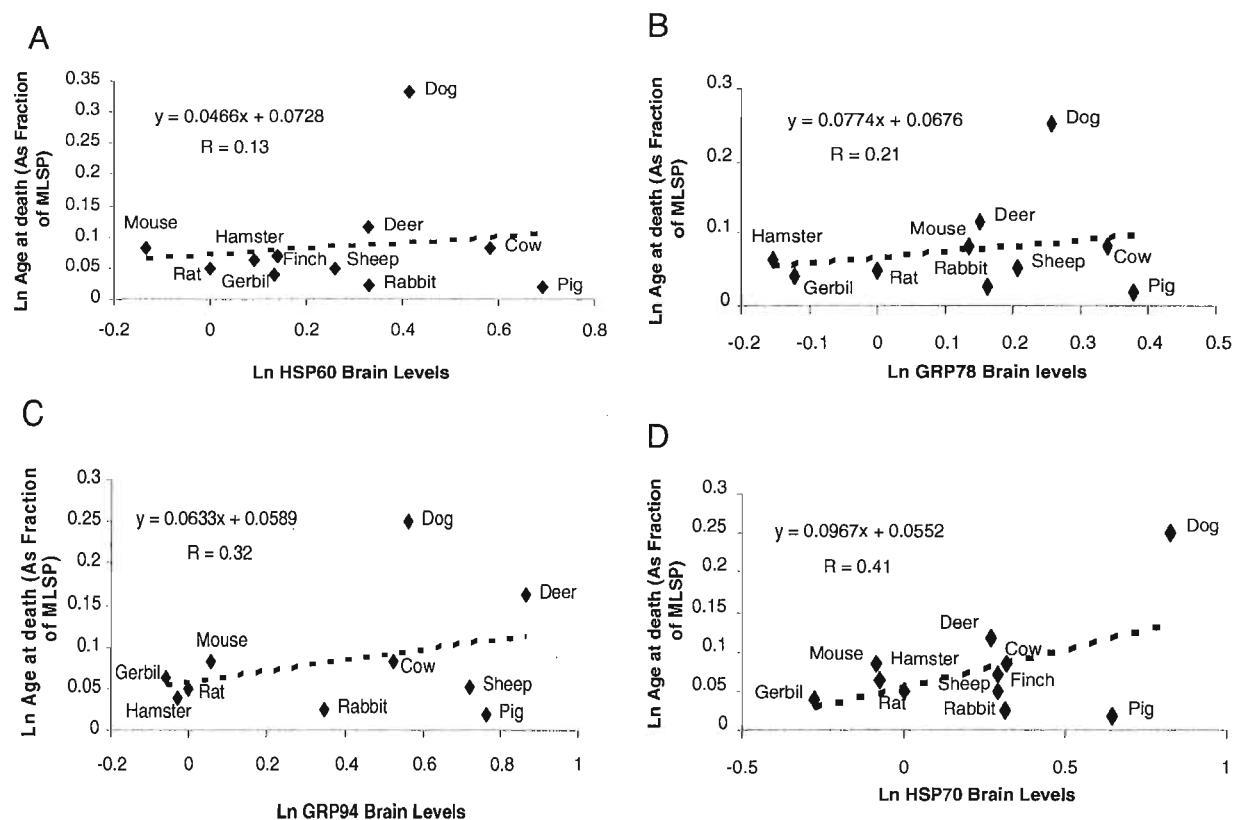 A
Ln Age at death (As Fraction
of MLSP)
0.35
0.3
0.25
0.2
0.15
0.1
0.05
0
y = 0.0466x + 0.0728
R = 0.13
Dog
Mouse
Hamster
Deer
Finch
Sheep
Cow
Rat
Gerbil
Rabbit
Pig
-0.2
0
0.2
0.4
0.6
0.8
Ln HSP60 Brain Levels
B
Ln Age at death (As Fraction
of MLSP)
0.3
0.2
0.1
0
y = 0.0774x + 0.0676
R = 0.21
Dog
Deer
Mouse
Hamster
Gerbil
Rat
Rabbit
Sheep
Cow
Pig
-0.2
-0.1
0
0.1
0.2
0.3
0.4
0.5
Ln GRP78 Brain levels
C
Ln Age at death (As Fraction
of MLSP)
0.3
0.25
0.2
0.15
0.1
0.05
0
y = 0.0633x + 0.0589
R = 0.32
Dog
Deer
Mouse
Gerbil
Rat
Hamster
Cow
Sheep
Rabbit
Pig
-0.2
0
0.2
0.4
0.6
0.8
1
Ln GRP94 Brain Levels
D
Ln Age at death (As Fraction
of MLSP)
0.3
0.25
0.2
0.15
0.1
0.05
0
y = 0.0967x + 0.0552
R = 0.41
Dog
Deer
Mouse
Hamster
Cow
Gerbil
Rat
Sheep
Finch
Rabbit
Pig
-0.5
0
0.5
1
Ln HSP70 Brain Levels